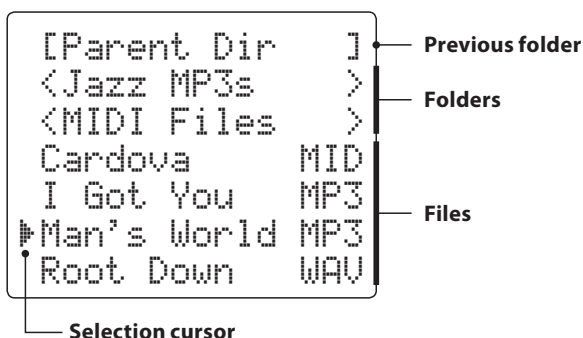 [Parent Dir ]
Previous folder
<Jazz MP3s >
<MIDI Files >
Folders
Cardova MID
I Got You MP3
Man's World MP3
Root Down WAV
Files
Selection cursor